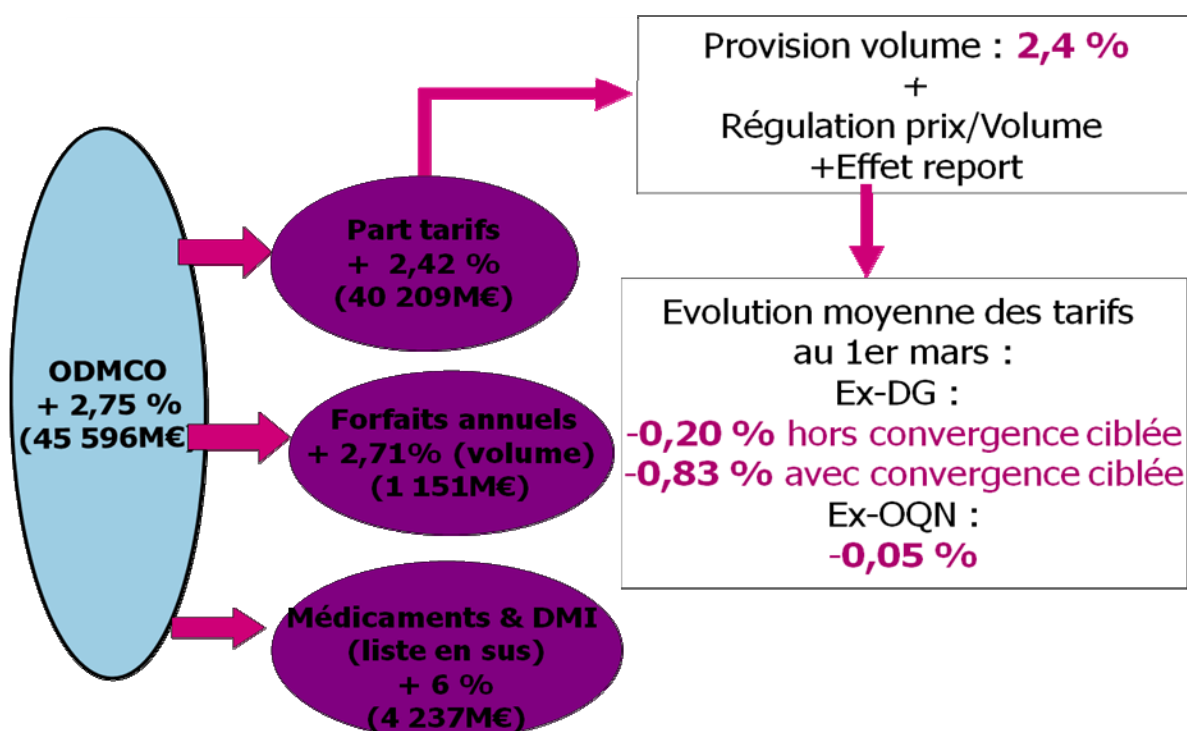 ODMCO
+ 2,75 %
(45 596M€
Part tarifs
+ 2,42 %
(40 209M€)
Forfaits annuels
+ 2,71% (volume)
(1 151M€)
Médicaments & DMI
(liste en sus)
+ 6 %
(4 237M€)
Provision volume : 2,4 %
+
Régulation prix/Volume
+Effet report
Evolution moyenne des tarifs
au 1er mars :
Ex-DG :
-0,20 % hors convergence ciblée
-0,83 % avec convergence ciblée
Ex-OQN :
-0,05 %